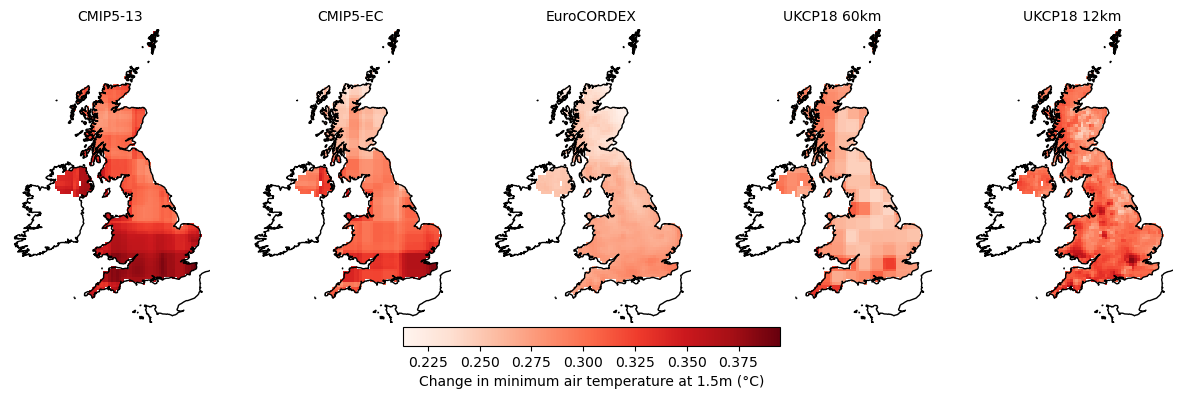 CMIP5-13 CMIP5-EC EuroCORDEX UKCP18 60km UKCP18 12km
0.225 0.250 0.275 0.300 0.325 0.350 0.375
Change in minimum air temperature at 1.5m (°C)